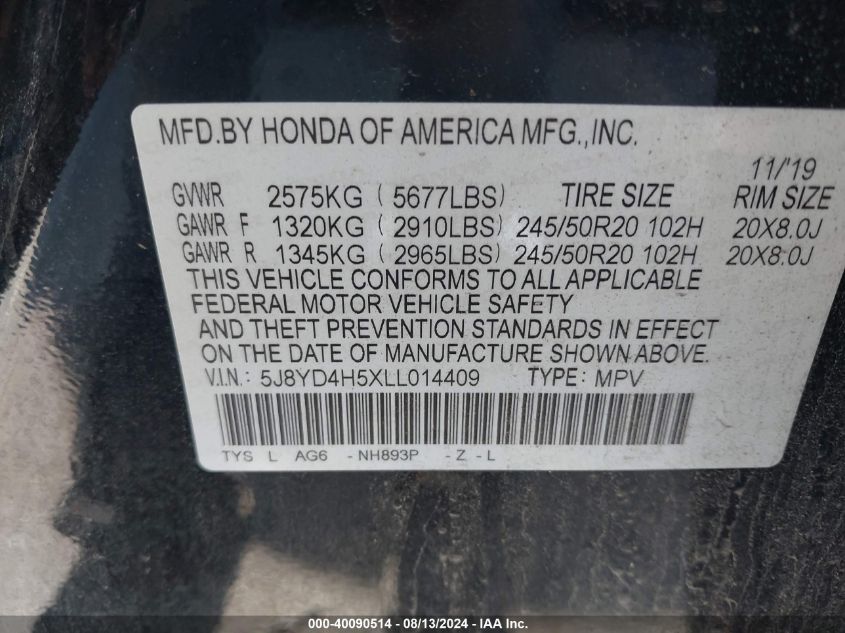 MFD.BY HONDA OF AMERICA MFG.,INC.
11/'19
GVWR 2575KG ( 5677LBS) TIRE SIZE RIM SIZE
GAWR F 1320KG ( 2910LBS) 245/50R20 102H 20X8.0J
GAWR R 1345KG ( 2965LBS) 245/50R20 102H 20X8.0J
THIS VEHICLE CONFORMS TO ALL APPLICABLE
FEDERAL MOTOR VEHICLE SAFETY
AND THEFT PREVENTION STANDARDS IN EFFECT
ON THE DATE OF MANUFACTURE SHOWN ABOVE.
V.I.N.: 5J8YD4H5XLL014409 TYPE: MPV
TYS L AG6 - NH893P - Z - L
000-40090514 - 08/13/2024 - IAAI.COM